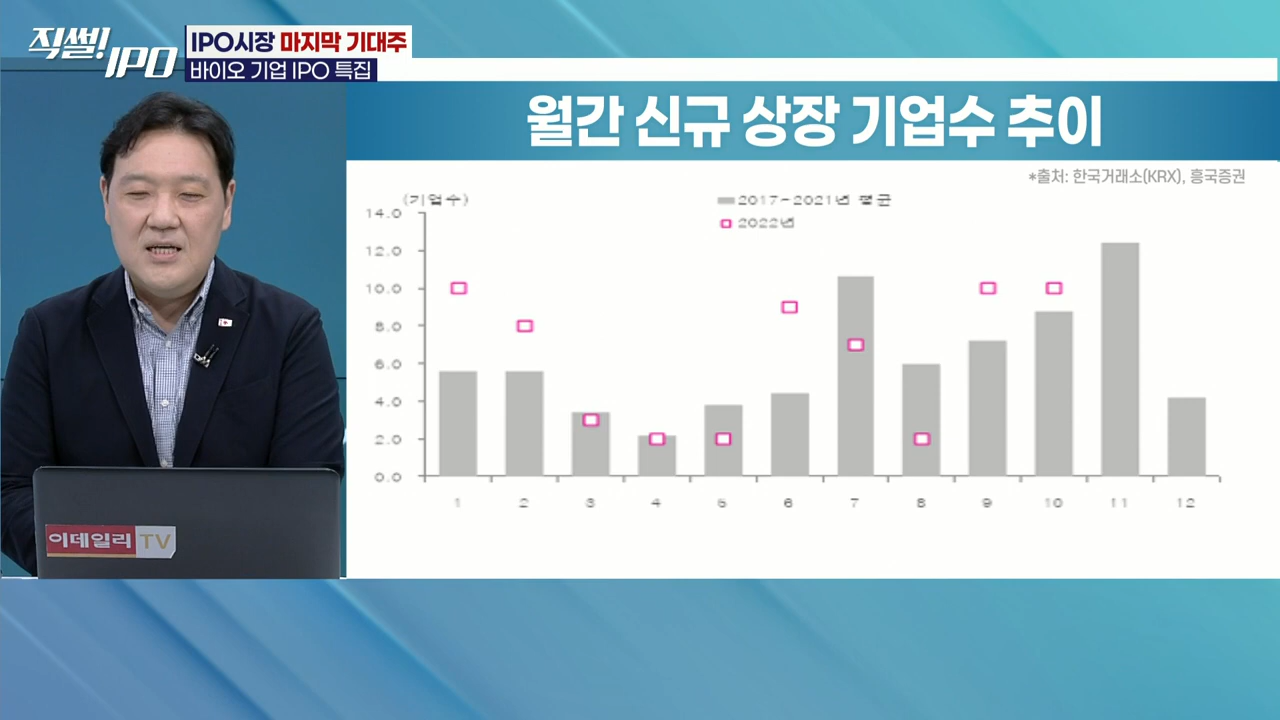 직썰!
IPO
IPO시장 마지막 기대주
바이오 기업 IPO 특집
월간 신규 상장 기업수 추이
*출처: 한국거래소(KRX), 흥국증권
(기업수)
2017~2021년 평균
2022년
14.0
12.0
10.0
8.0
6.0
4.0
2.0
0.0
1 2 3 4 5 6 7 8 9 10 11 12
이데일리 TV